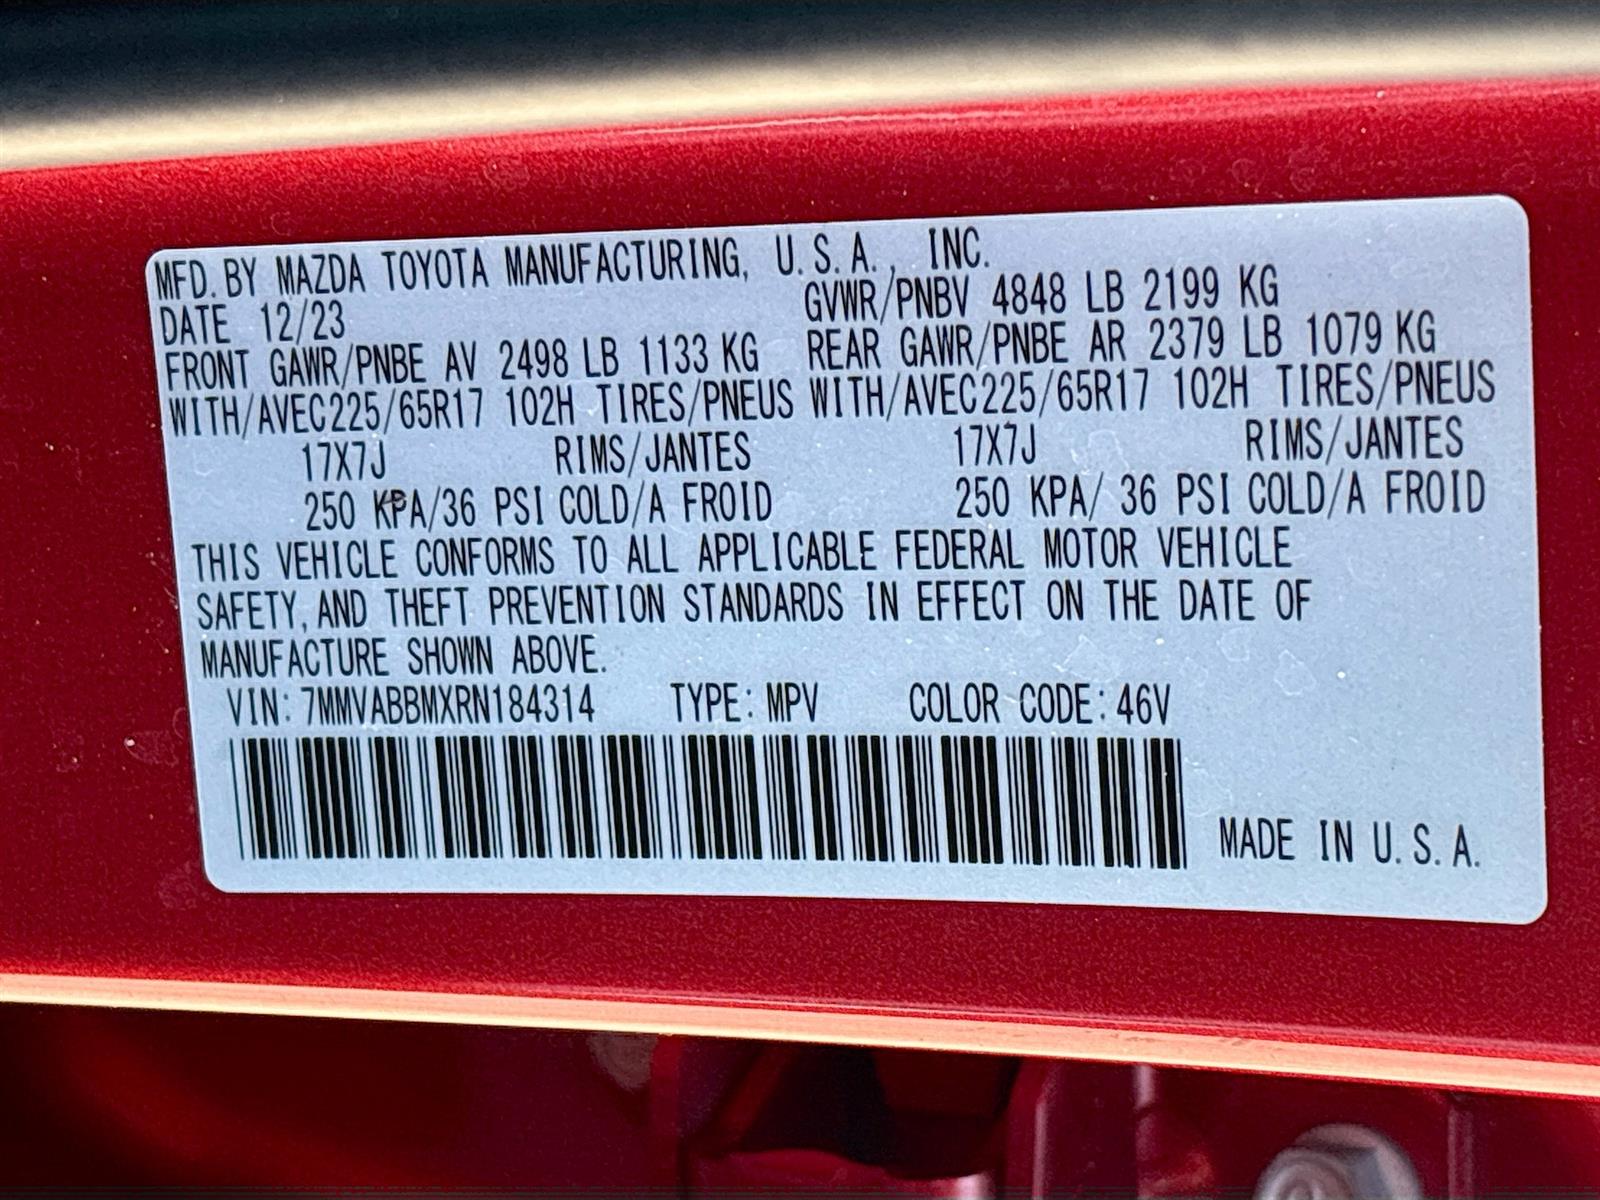 MFD. BY MAZDA TOYOTA MANUFACTURING, U.S.A., INC.
DATE 12/23 GVWR/PNBV 4848 LB 2199 KG
FRONT GAWR/PNBE AV 2498 LB 1133 KG REAR GAWR/PNBE AR 2379 LB 1079 KG
WITH/AVEC225/65R17 102H TIRES/PNEUS WITH/AVEC225/65R17 102H TIRES/PNEUS
17X7J RIMS/JANTES 17X7J RIMS/JANTES
250 KPA/36 PSI COLD/A FROID 250 KPA/ 36 PSI COLD/A FROID
THIS VEHICLE CONFORMS TO ALL APPLICABLE FEDERAL MOTOR VEHICLE
SAFETY, AND THEFT PREVENTION STANDARDS IN EFFECT ON THE DATE OF
MANUFACTURE SHOWN ABOVE.
VIN: 7MMVABBMXRN184314 TYPE: MPV COLOR CODE: 46V
MADE IN U.S.A.